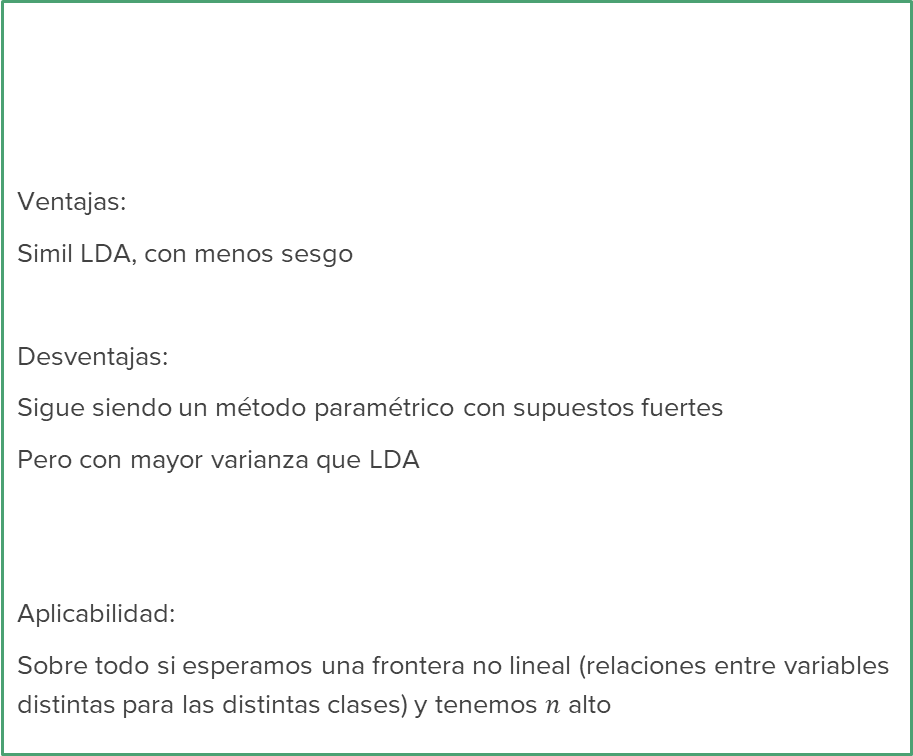 Ventajas:
Simil LDA, con menos sesgo
Desventajas:
Sigue siendo un método paramétrico con supuestos fuertes
Pero con mayor varianza que LDA
Aplicabilidad:
Sobre todo si esperamos una frontera no lineal (relaciones entre variables
distintas para las distintas clases) y tenemos n alto